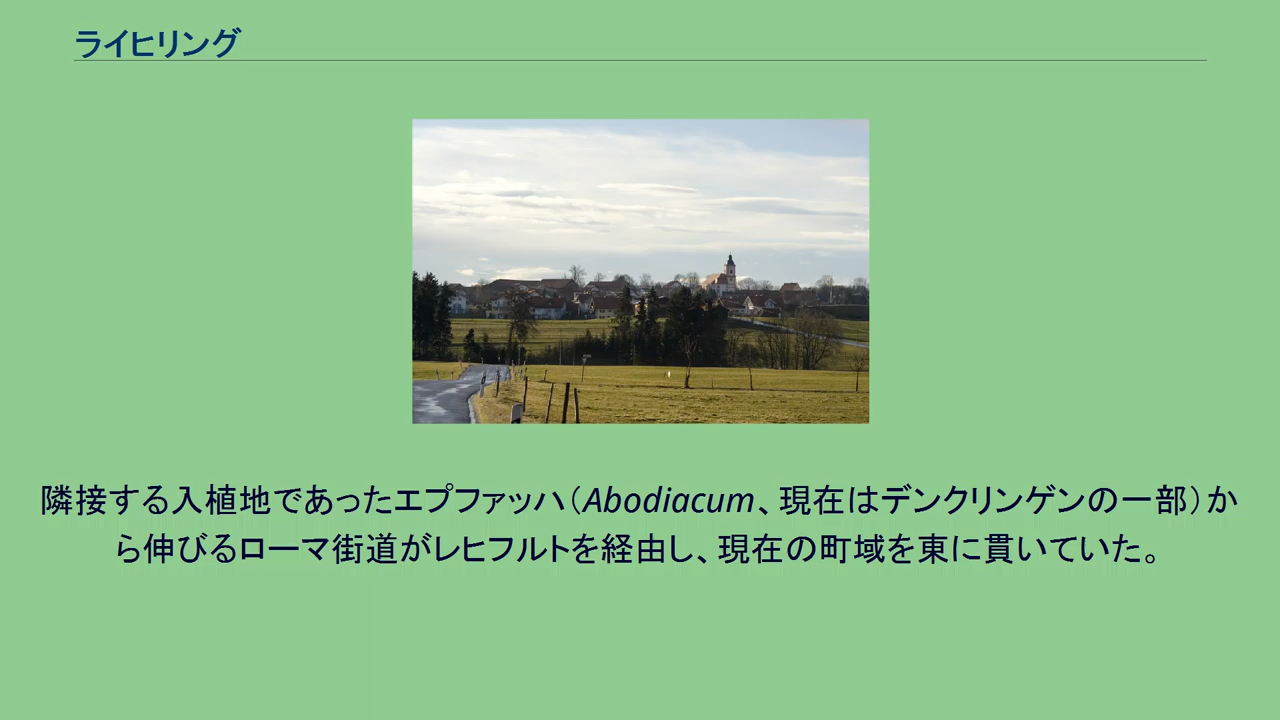 ライヒリング
隣接する入植地であったエプファッハ（Abodiacum、現在はデンクリンゲンの一部）か
ら伸びるローマ街道がレヒフルトを経由し、現在の町域を東に貫いていた。